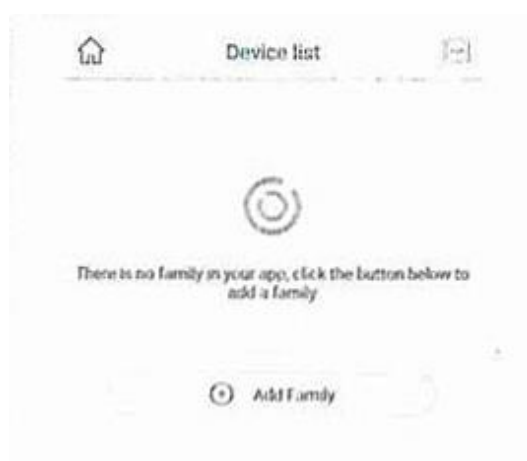 Device list
There is no family in your app, click the button below to
add a family
Add Family